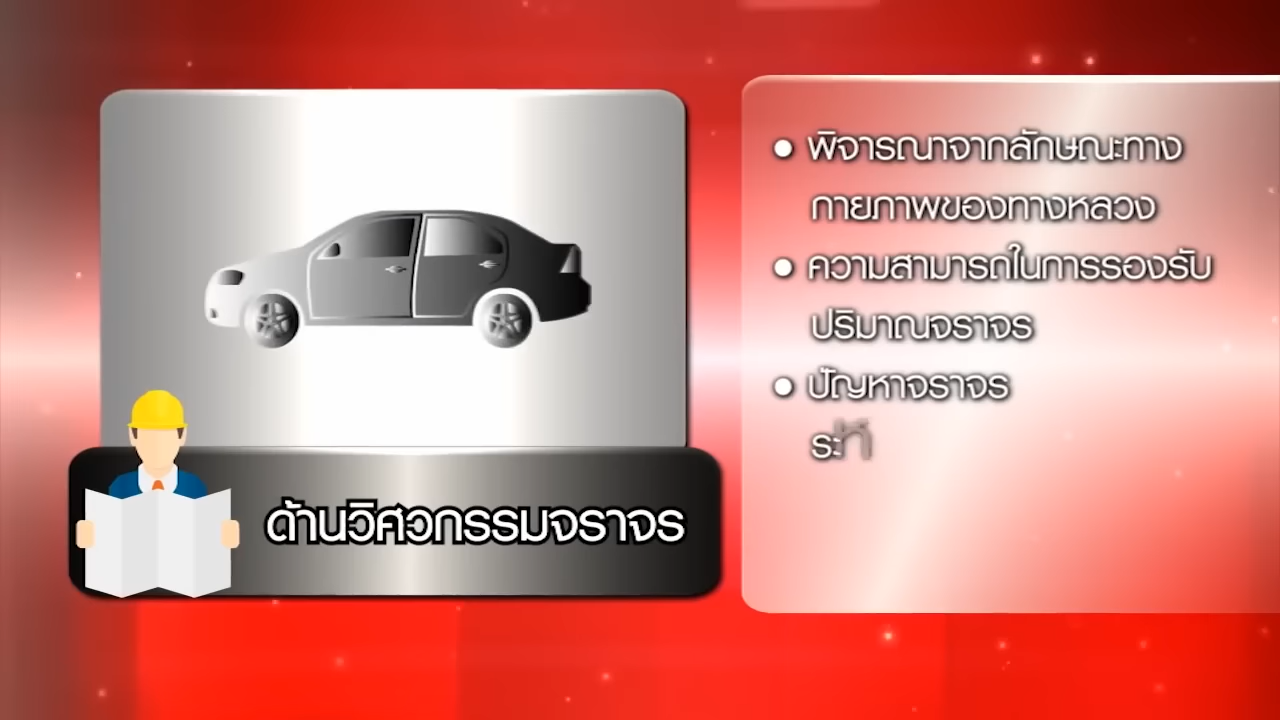 พิจารณาจากลักษณะทาง
กายภาพของทางหลวง
ความสามารถในการรองรับ
ปริมาณจราจร
ปัญหาจราจร
ด้านวิศวกรรมจราจร